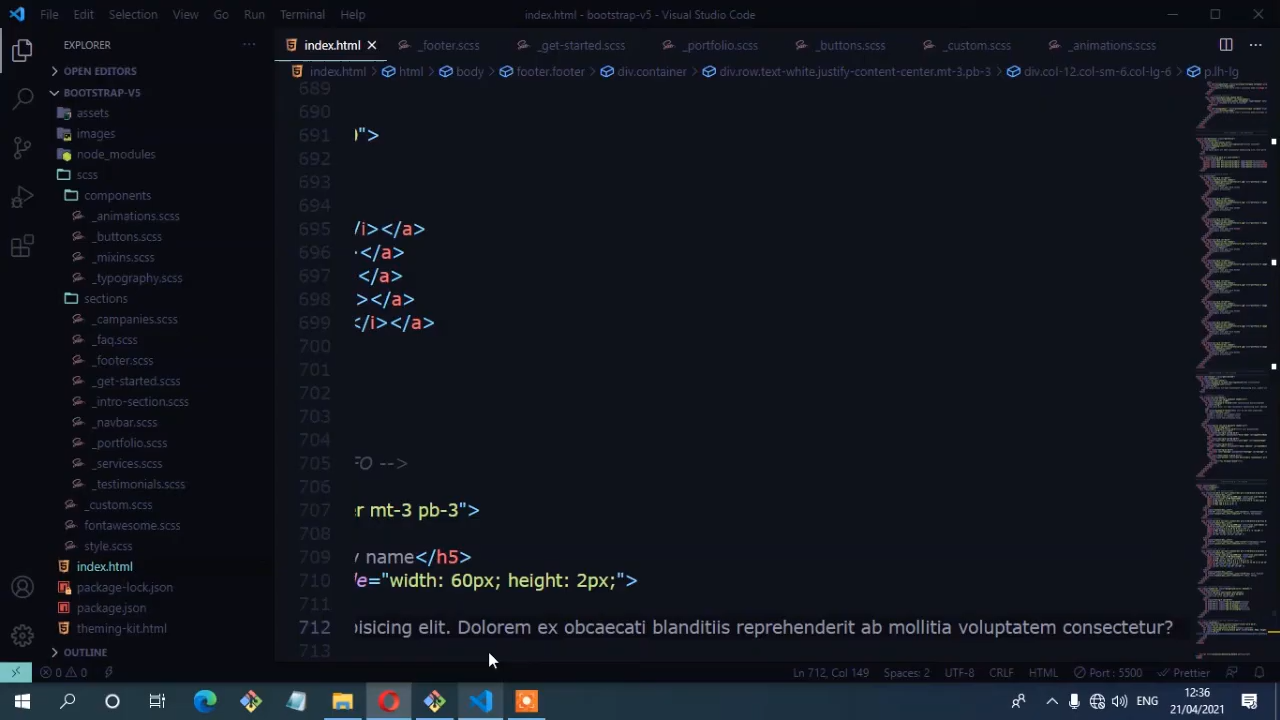 File Edit Selection View Go Run Terminal Help index.html - bootstrap-v5 - Visual Studio Code
EXPLORER
index.html _footer.scss _get-started.scss _portfolio.scss _buttons.scss _custom.scss _animations.scss
OPEN EDITORS
index.html > html > body > footer.footer > div.container > div.row.text-white.justify-content-center.mt-3.pb-3 > div.col-12.col-sm-6.col-lg-6 > p.lh-lg
BOOTSTRAP-V5
assets
images
node_modules
scss
components
_animations.scss
_buttons.scss
_mixins.scss
_typography.scss
sections
_campanies.scss
_faq.scss
_footer.scss
_get-started.scss
_intro-section.scss
_navbar.scss
_portfolio.scss
_services.scss
_testimonials.scss
_custom.scss
fontawesome.scss
style.scss
index.html
package-lock.json
package.json
theming-kit.html
OUTLINE
689
690
691 ">
692
693
694
695 /i></a>
696 </a>
697 </a>
698 ></a>
699 </i></a>
700
701
702
703
704
705 FO -->
706
707 r mt-3 pb-3">
708
709 name</h5>
710 le="width: 60px; height: 2px;">
711
712 pisicing elit. Doloremque obcaecati blanditiis reprehenderit ab mollitia voluptatem consectetur?
713
0 0 Ln 712, Col 149 Spaces: 2 UTF-8 CRLF HTML Port : 5500 Prettier
ENG
12:36
21/04/2021